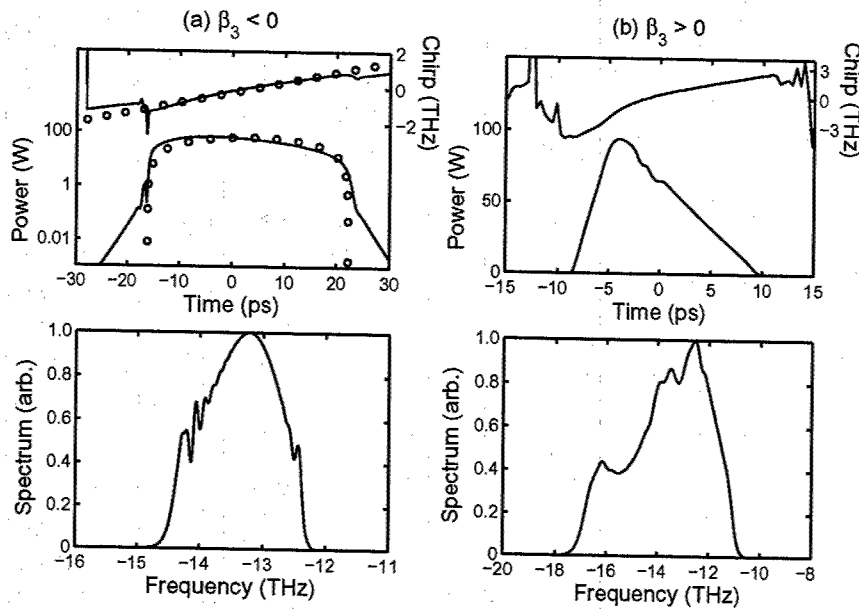 (a) β₃ < 0
(b) β₃ > 0
Power (W)
100
1
0.01
Chirp (THz)
2
0
−2
−30 −20 −10 0 10 20 30
Time (ps)
Power (W)
100
50
0
Chirp (THz)
3
0
−3
−15 −10 −5 0 5 10 15
Time (ps)
Spectrum (arb.)
1.0
0.8
0.6
0.4
0.2
0
−16 −15 −14 −13 −12 −11
Frequency (THz)
Spectrum (arb.)
1.0
0.8
0.6
0.4
0.2
0
−20 −18 −16 −14 −12 −10 −8
Frequency (THz)